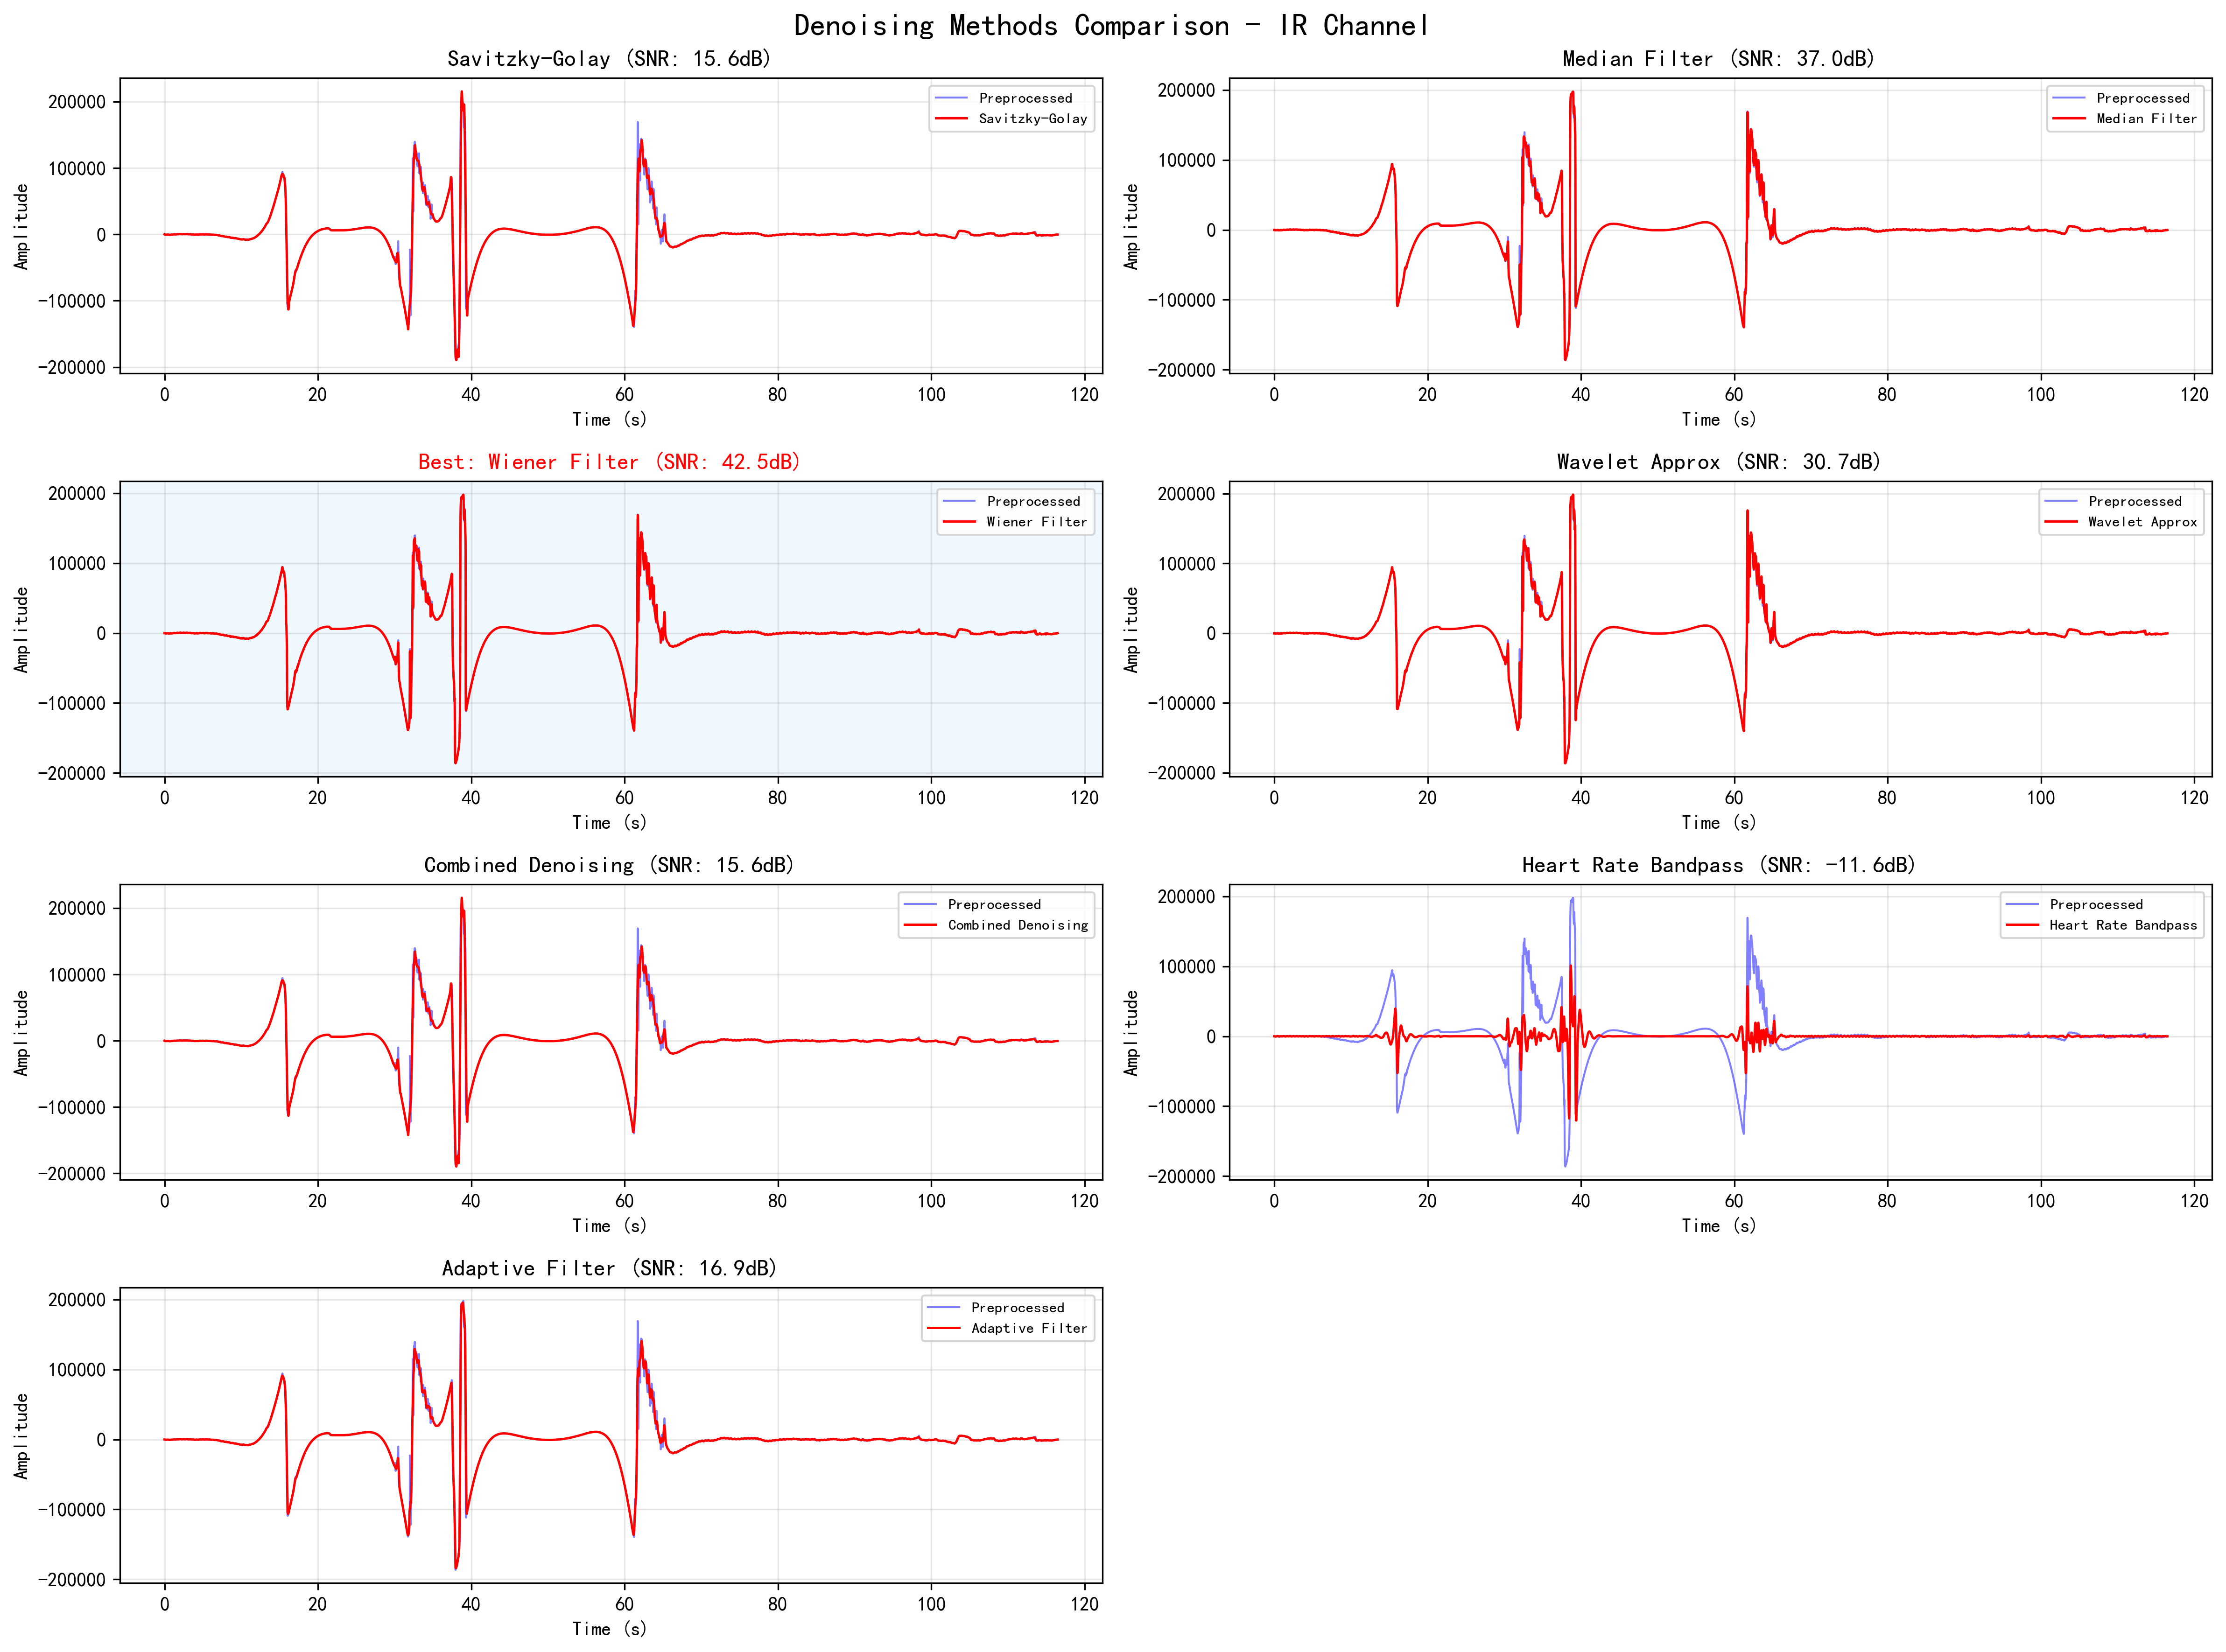 Denoising Methods Comparison - IR Channel
Savitzky-Golay (SNR: 15.6dB)
200000
100000
0
−100000
−200000
Amplitude
Preprocessed
Savitzky-Golay
0 20 40 60 80 100 120
Time (s)
Median Filter (SNR: 37.0dB)
200000
100000
0
−100000
−200000
Amplitude
Preprocessed
Median Filter
0 20 40 60 80 100 120
Time (s)
Best: Wiener Filter (SNR: 42.5dB)
200000
100000
0
−100000
−200000
Amplitude
Preprocessed
Wiener Filter
0 20 40 60 80 100 120
Time (s)
Wavelet Approx (SNR: 30.7dB)
200000
100000
0
−100000
−200000
Amplitude
Preprocessed
Wavelet Approx
0 20 40 60 80 100 120
Time (s)
Combined Denoising (SNR: 15.6dB)
200000
100000
0
−100000
−200000
Amplitude
Preprocessed
Combined Denoising
0 20 40 60 80 100 120
Time (s)
Heart Rate Bandpass (SNR: -11.6dB)
200000
100000
0
−100000
−200000
Amplitude
Preprocessed
Heart Rate Bandpass
0 20 40 60 80 100 120
Time (s)
Adaptive Filter (SNR: 16.9dB)
200000
100000
0
−100000
−200000
Amplitude
Preprocessed
Adaptive Filter
0 20 40 60 80 100 120
Time (s)